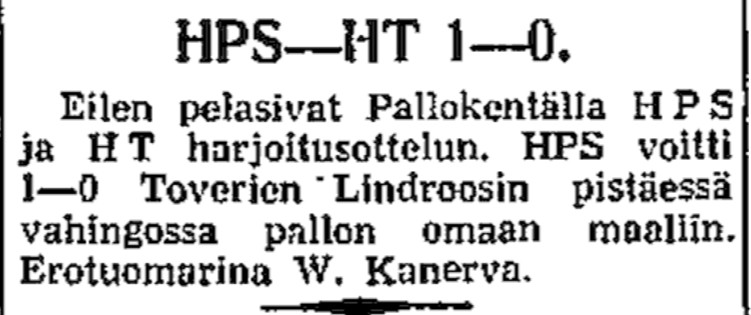 HPS—HT 1—0.
Eilen pelasivat Pallokentällä HPS
ja HT harjoitusottelun. HPS voitti
1—0 Toverien Lindroosin pistäessä
vahingossa pallon omaan maaliin.
Erotuomarina W. Kanerva.